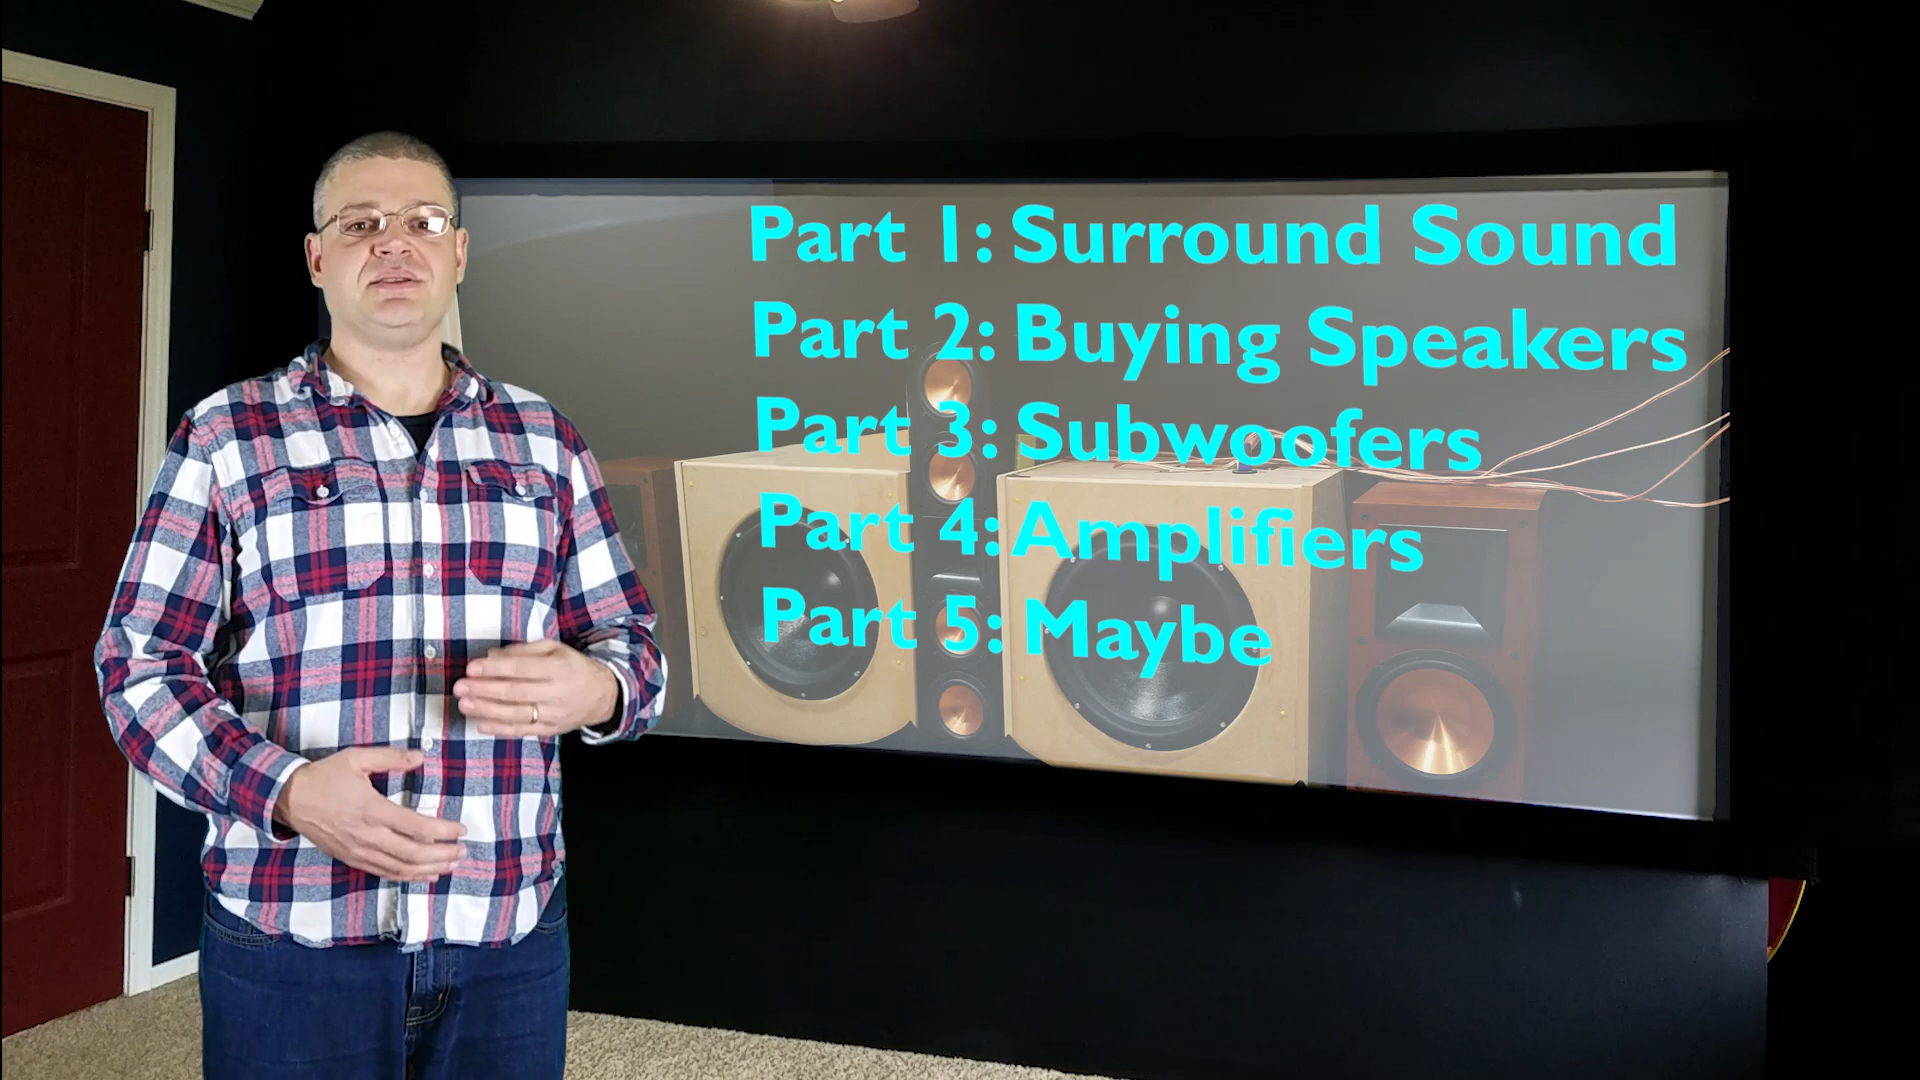 Part 1: Surround Sound
Part 2: Buying Speakers
Part 3: Subwoofers
Part 4: Amplifiers
Part 5: Maybe